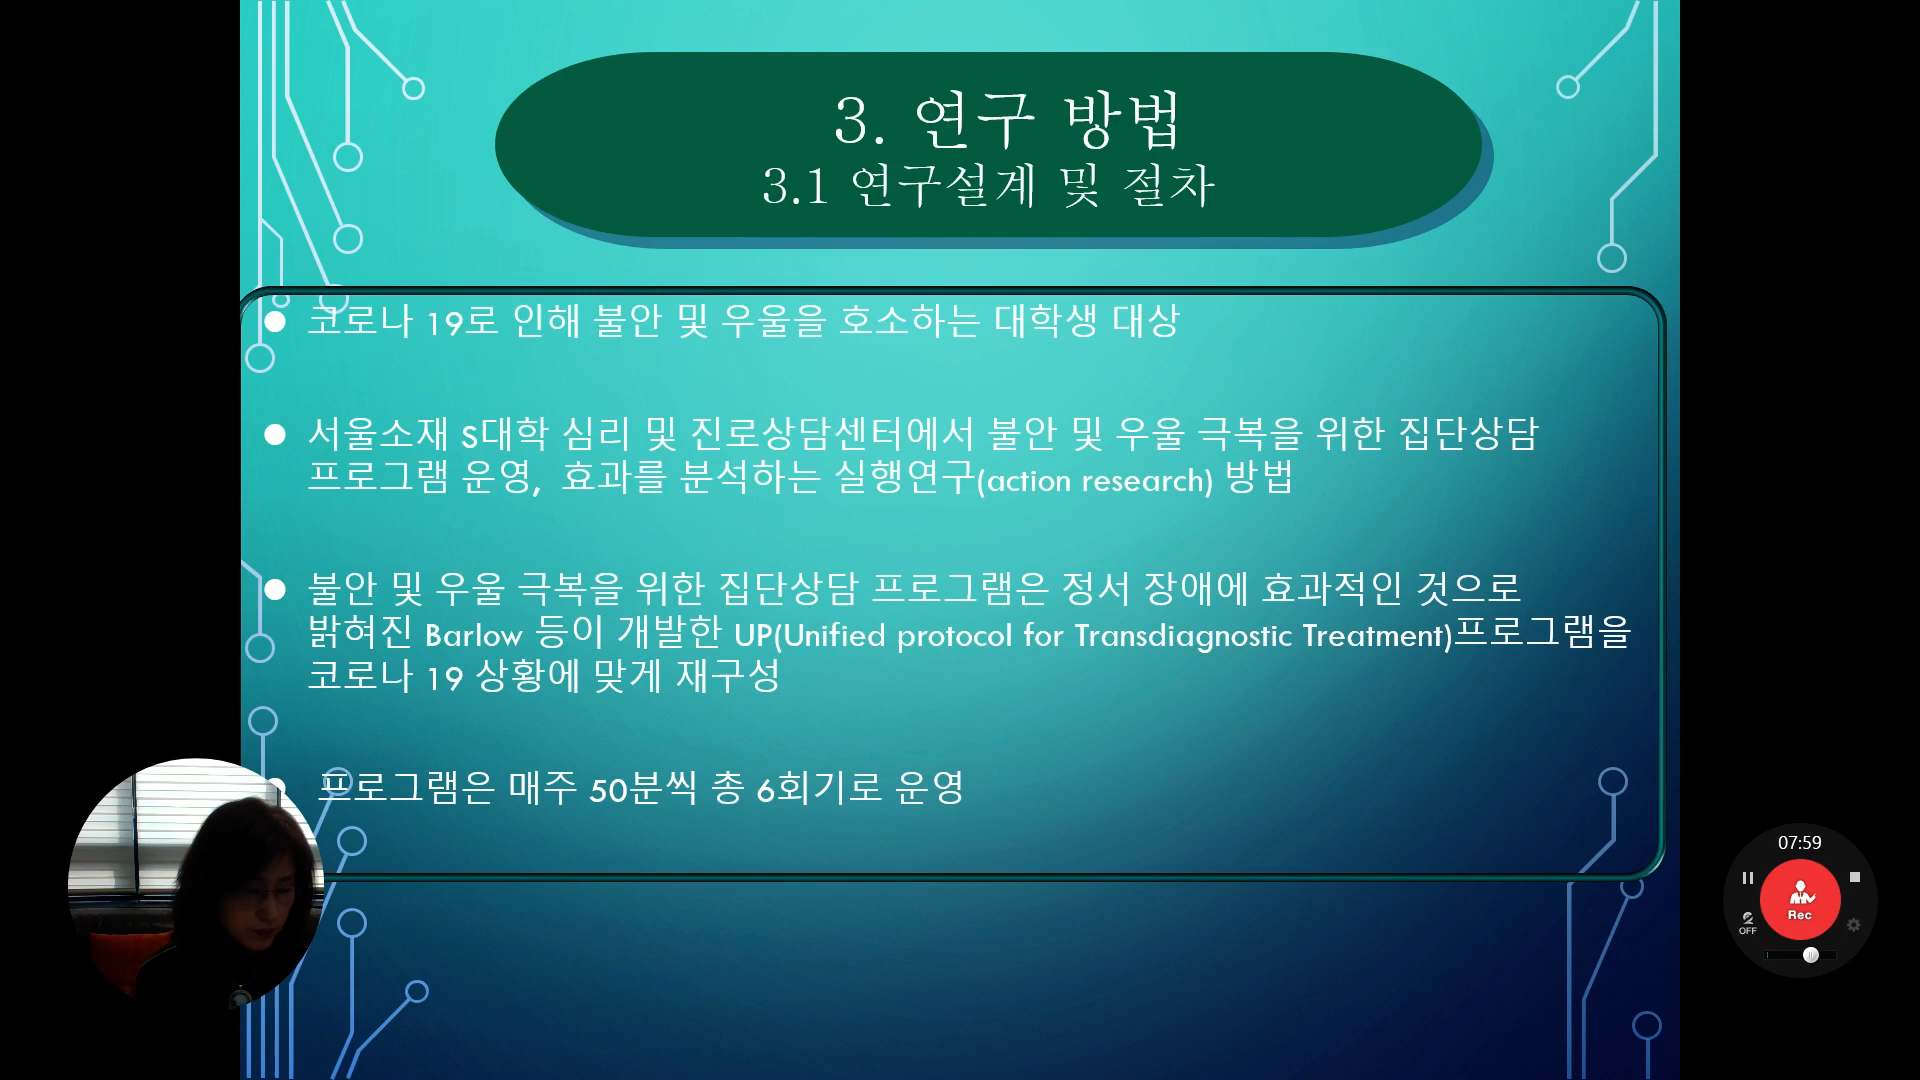 3. 연구 방법
3.1 연구설계 및 절차
코로나 19로 인해 불안 및 우울을 호소하는 대학생 대상
서울소재 S대학 심리 및 진로상담센터에서 불안 및 우울 극복을 위한 집단상담
프로그램 운영, 효과를 분석하는 실행연구(action research) 방법
불안 및 우울 극복을 위한 집단상담 프로그램은 정서 장애에 효과적인 것으로
밝혀진 Barlow 등이 개발한 UP(Unified protocol for Transdiagnostic Treatment)프로그램을
코로나 19 상황에 맞게 재구성
프로그램은 매주 50분씩 총 6회기로 운영
07:59
Rec
OFF